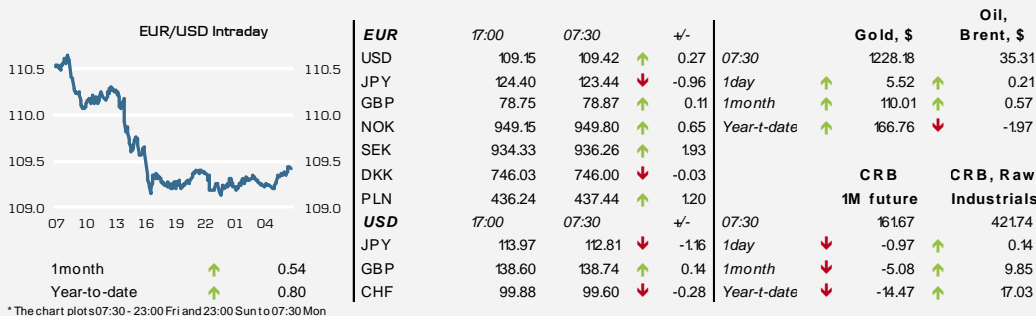 EUR/USD Intraday
110.5 110.5
110.0 110.0
109.5 109.5
109.0 109.0
07 10 13 16 19 22 01 04
1month 0.54
Year-to-date 0.80
* The chart plots 07:30 - 23:00 Fri and 23:00 Sun to 07:30 Mon
EUR 17:00 07:30 +/-
USD 109.15 109.42 0.27
JPY 124.40 123.44 -0.96
GBP 78.75 78.87 0.11
NOK 949.15 949.80 0.65
SEK 934.33 936.26 1.93
DKK 746.03 746.00 -0.03
PLN 436.24 437.44 1.20
USD 17:00 07:30 +/-
JPY 113.97 112.81 -1.16
GBP 138.60 138.74 0.14
CHF 99.88 99.60 -0.28
Oil,
Gold, $ Brent, $
07:30 1228.18 35.31
1day 5.52 0.21
1month 110.01 0.57
Year-t-date 166.76 -1.97
CRB CRB, Raw
1M future Industrials
07:30 161.67 421.74
1day -0.97 0.14
1month -5.08 9.85
Year-t-date -14.47 17.03